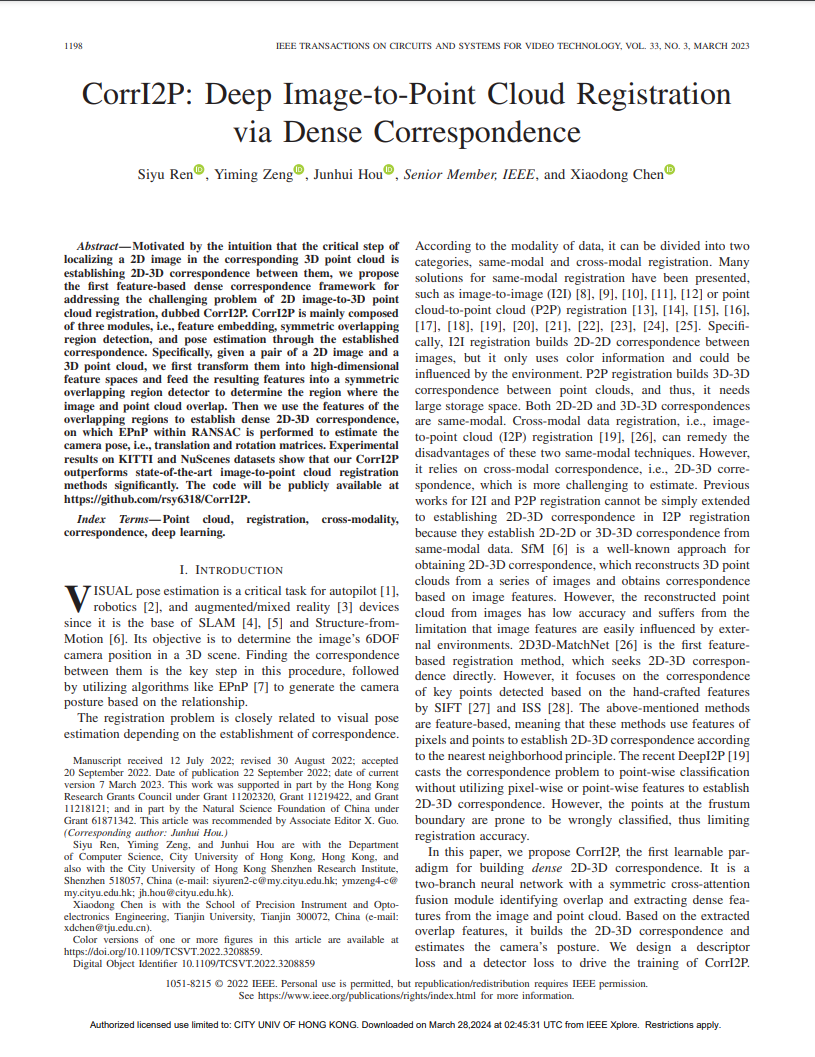 1198
IEEE TRANSACTIONS ON CIRCUITS AND SYSTEMS FOR VIDEO TECHNOLOGY, VOL. 33, NO. 3, MARCH 2023
CorrI2P: Deep Image-to-Point Cloud Registration
via Dense Correspondence
Siyu Ren, Yiming Zeng, Junhui Hou, Senior Member, IEEE, and Xiaodong Chen
Abstract—Motivated by the intuition that the critical step of
localizing a 2D image in the corresponding 3D point cloud is
establishing 2D-3D correspondence between them, we propose
the first feature-based dense correspondence framework for
addressing the challenging problem of 2D image-to-3D point
cloud registration, dubbed CorrI2P. CorrI2P is mainly composed
of three modules, i.e., feature embedding, symmetric overlapping
region detection, and pose estimation through the established
correspondence. Specifically, given a pair of a 2D image and a
3D point cloud, we first transform them into high-dimensional
feature spaces and feed the resulting features into a symmetric
overlapping region detector to determine the region where the
image and point cloud overlap. Then we use the features of the
overlapping regions to establish dense 2D-3D correspondence,
on which EPnP within RANSAC is performed to estimate the
camera pose, i.e., translation and rotation matrices. Experimental
results on KITTI and NuScenes datasets show that our CorrI2P
outperforms state-of-the-art image-to-point cloud registration
methods significantly. The code will be publicly available at
https://github.com/rsy6318/CorrI2P.
Index Terms—Point cloud, registration, cross-modality,
correspondence, deep learning.
I. INTRODUCTION
VISUAL pose estimation is a critical task for autopilot [1],
robotics [2], and augmented/mixed reality [3] devices
since it is the base of SLAM [4], [5] and Structure-from-
Motion [6]. Its objective is to determine the image's 6DOF
camera position in a 3D scene. Finding the correspondence
between them is the key step in this procedure, followed
by utilizing algorithms like EPnP [7] to generate the camera
posture based on the relationship.
The registration problem is closely related to visual pose
estimation depending on the establishment of correspondence.
Manuscript received 12 July 2022; revised 30 August 2022; accepted
20 September 2022. Date of publication 22 September 2022; date of current
version 7 March 2023. This work was supported in part by the Hong Kong
Research Grants Council under Grant 11202320, Grant 11219422, and Grant
11218121; and in part by the Natural Science Foundation of China under
Grant 61871342. This article was recommended by Associate Editor X. Guo.
(Corresponding author: Junhui Hou.)
Siyu Ren, Yiming Zeng, and Junhui Hou are with the Department
of Computer Science, City University of Hong Kong, Hong Kong, and
also with the City University of Hong Kong Shenzhen Research Institute,
Shenzhen 518057, China (e-mail: siyuren2-c@my.cityu.edu.hk; ymzeng4-c@
my.cityu.edu.hk; jh.hou@cityu.edu.hk).
Xiaodong Chen is with the School of Precision Instrument and Opto-
electronics Engineering, Tianjin University, Tianjin 300072, China (e-mail:
xdchen@tju.edu.cn).
Color versions of one or more figures in this article are available at
https://doi.org/10.1109/TCSVT.2022.3208859.
Digital Object Identifier 10.1109/TCSVT.2022.3208859
According to the modality of data, it can be divided into two
categories, same-modal and cross-modal registration. Many
solutions for same-modal registration have been presented,
such as image-to-image (I2I) [8], [9], [10], [11], [12] or point
cloud-to-point cloud (P2P) registration [13], [14], [15], [16],
[17], [18], [19], [20], [21], [22], [23], [24], [25]. Specifi-
cally, I2I registration builds 2D-2D correspondence between
images, but it only uses color information and could be
influenced by the environment. P2P registration builds 3D-3D
correspondence between point clouds, and thus, it needs
large storage space. Both 2D-2D and 3D-3D correspondences
are same-modal. Cross-modal data registration, i.e., image-
to-point cloud (I2P) registration [19], [26], can remedy the
disadvantages of these two same-modal techniques. However,
it relies on cross-modal correspondence, i.e., 2D-3D corre-
spondence, which is more challenging to estimate. Previous
works for I2I and P2P registration cannot be simply extended
to establishing 2D-3D correspondence in I2P registration
because they establish 2D-2D or 3D-3D correspondence from
same-modal data. SfM [6] is a well-known approach for
obtaining 2D-3D correspondence, which reconstructs 3D point
clouds from a series of images and obtains correspondence
based on image features. However, the reconstructed point
cloud from images has low accuracy and suffers from the
limitation that image features are easily influenced by exter-
nal environments. 2D3D-MatchNet [26] is the first feature-
based registration method, which seeks 2D-3D correspon-
dence directly. However, it focuses on the correspondence
of key points detected based on the hand-crafted features
by SIFT [27] and ISS [28]. The above-mentioned methods
are feature-based, meaning that these methods use features of
pixels and points to establish 2D-3D correspondence according
to the nearest neighborhood principle. The recent DeepI2P [19]
casts the correspondence problem to point-wise classification
without utilizing pixel-wise or point-wise features to establish
2D-3D correspondence. However, the points at the frustum
boundary are prone to be wrongly classified, thus limiting
registration accuracy.
In this paper, we propose CorrI2P, the first learnable par-
adigm for building dense 2D-3D correspondence. It is a
two-branch neural network with a symmetric cross-attention
fusion module identifying overlap and extracting dense fea-
tures from the image and point cloud. Based on the extracted
overlap features, it builds the 2D-3D correspondence and
estimates the camera's posture. We design a descriptor
loss and a detector loss to drive the training of CorrI2P.
1051-8215 © 2022 IEEE. Personal use is permitted, but republication/redistribution requires IEEE permission.
See https://www.ieee.org/publications/rights/index.html for more information.
Authorized licensed use limited to: CITY UNIV OF HONG KONG. Downloaded on March 28,2024 at 02:45:31 UTC from IEEE Xplore. Restrictions apply.